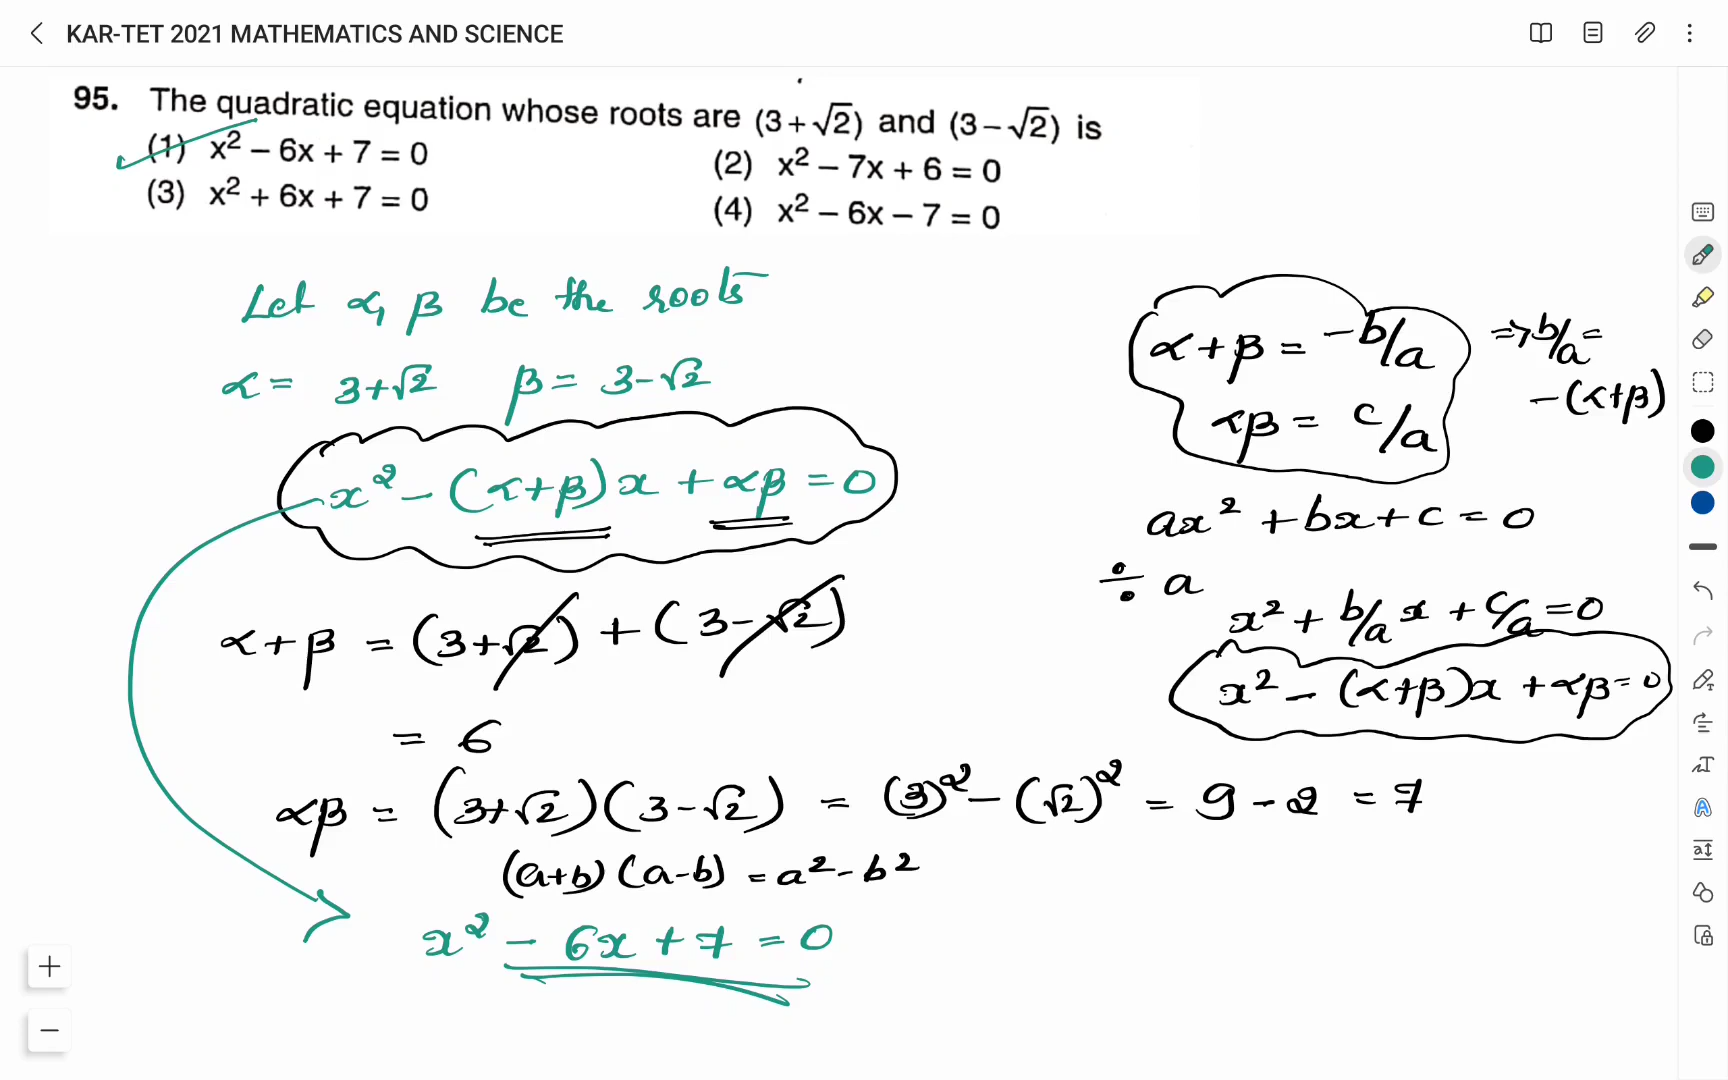 KAR-TET 2021 MATHEMATICS AND SCIENCE
95. The quadratic equation whose roots are (3+√2) and (3−√2) is
(1) x² − 6x + 7 = 0
(2) x² − 7x + 6 = 0
(3) x² + 6x + 7 = 0
(4) x² − 6x − 7 = 0
Let α, β be the roots
α = 3+√2 β = 3-√2
x² - (α+β)x + αβ = 0
α+β = (3+√2) + (3-√2)
= 6
αβ = (3+√2)(3-√2) = (3)² - (√2)² = 9 - 2 = 7
(a+b)(a-b) = a² - b²
x² - 6x + 7 = 0
α+β = -b/a ⇒ b/a = -(α+β)
αβ = c/a
ax² + bx + c = 0
÷ a
x² + b/a x + c/a = 0
x² - (α+β)x + αβ = 0